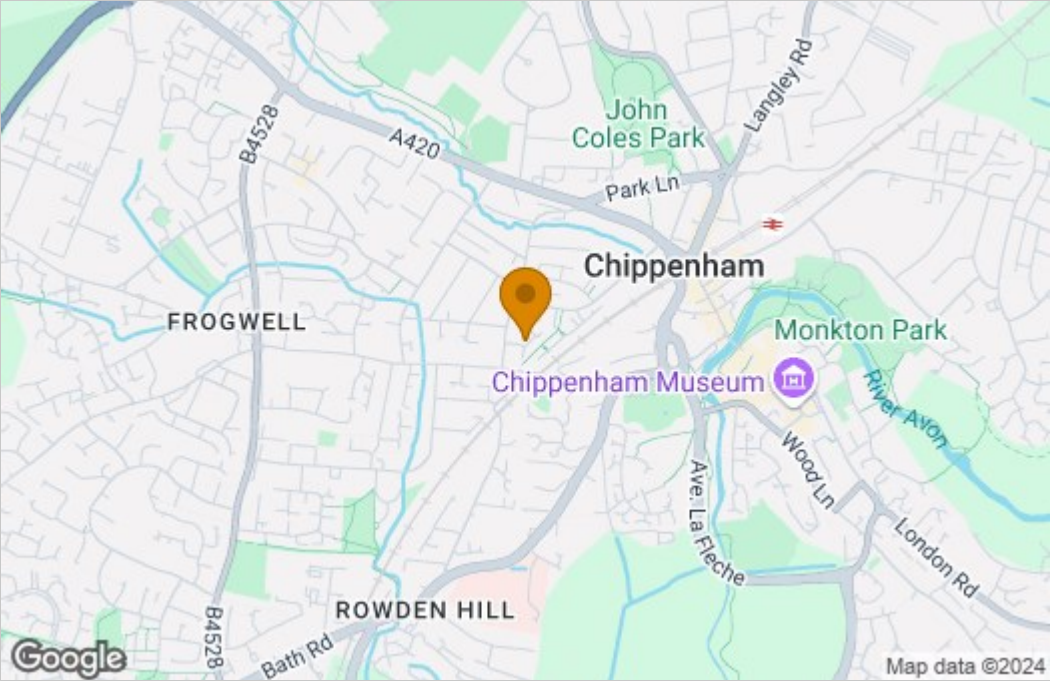 Langley Rd
John
Coles Park
B4528
A420
Park Ln
Chippenham
FROGWELL
Monkton Park
Chippenham Museum
River Avon
Wood Ln
Ave. La Fleche
London Rd
ROWDEN HILL
B4528
Bath Rd
Google
Map data ©2024